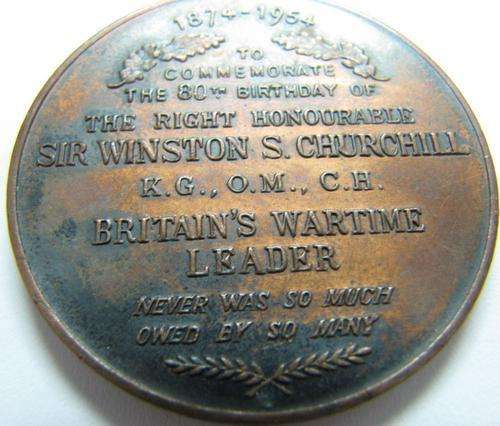 1874-1954
TO
COMMEMORATE
THE 80TH BIRTHDAY OF
THE RIGHT HONOURABLE
SIR WINSTON S. CHURCHILL
K.G., O.M., C.H.
BRITAIN'S WARTIME
LEADER
NEVER WAS SO MUCH
OWED BY SO MANY